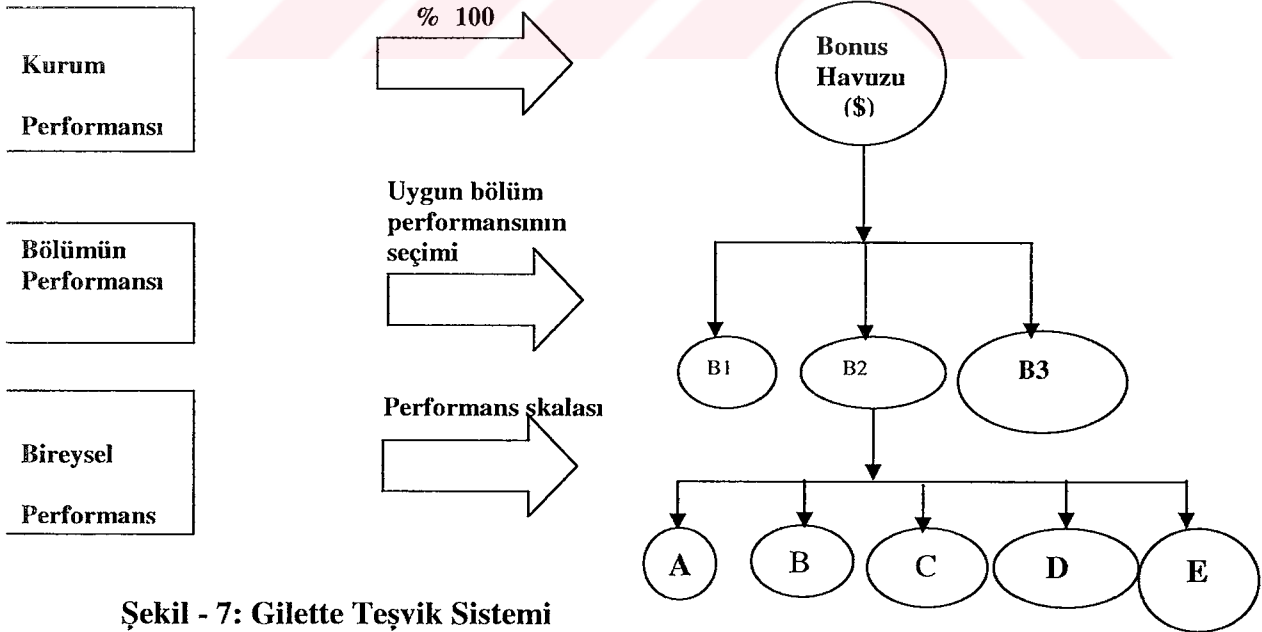 Kurum
Performansı
% 100
Bonus
Havuzu
($)
Bölümün
Performansı
Uygun bölüm
performansının
seçimi
B1
B2
B3
Bireysel
Performans
Performans skalası
A
B
C
D
E
Şekil - 7: Gilette Teşvik Sistemi